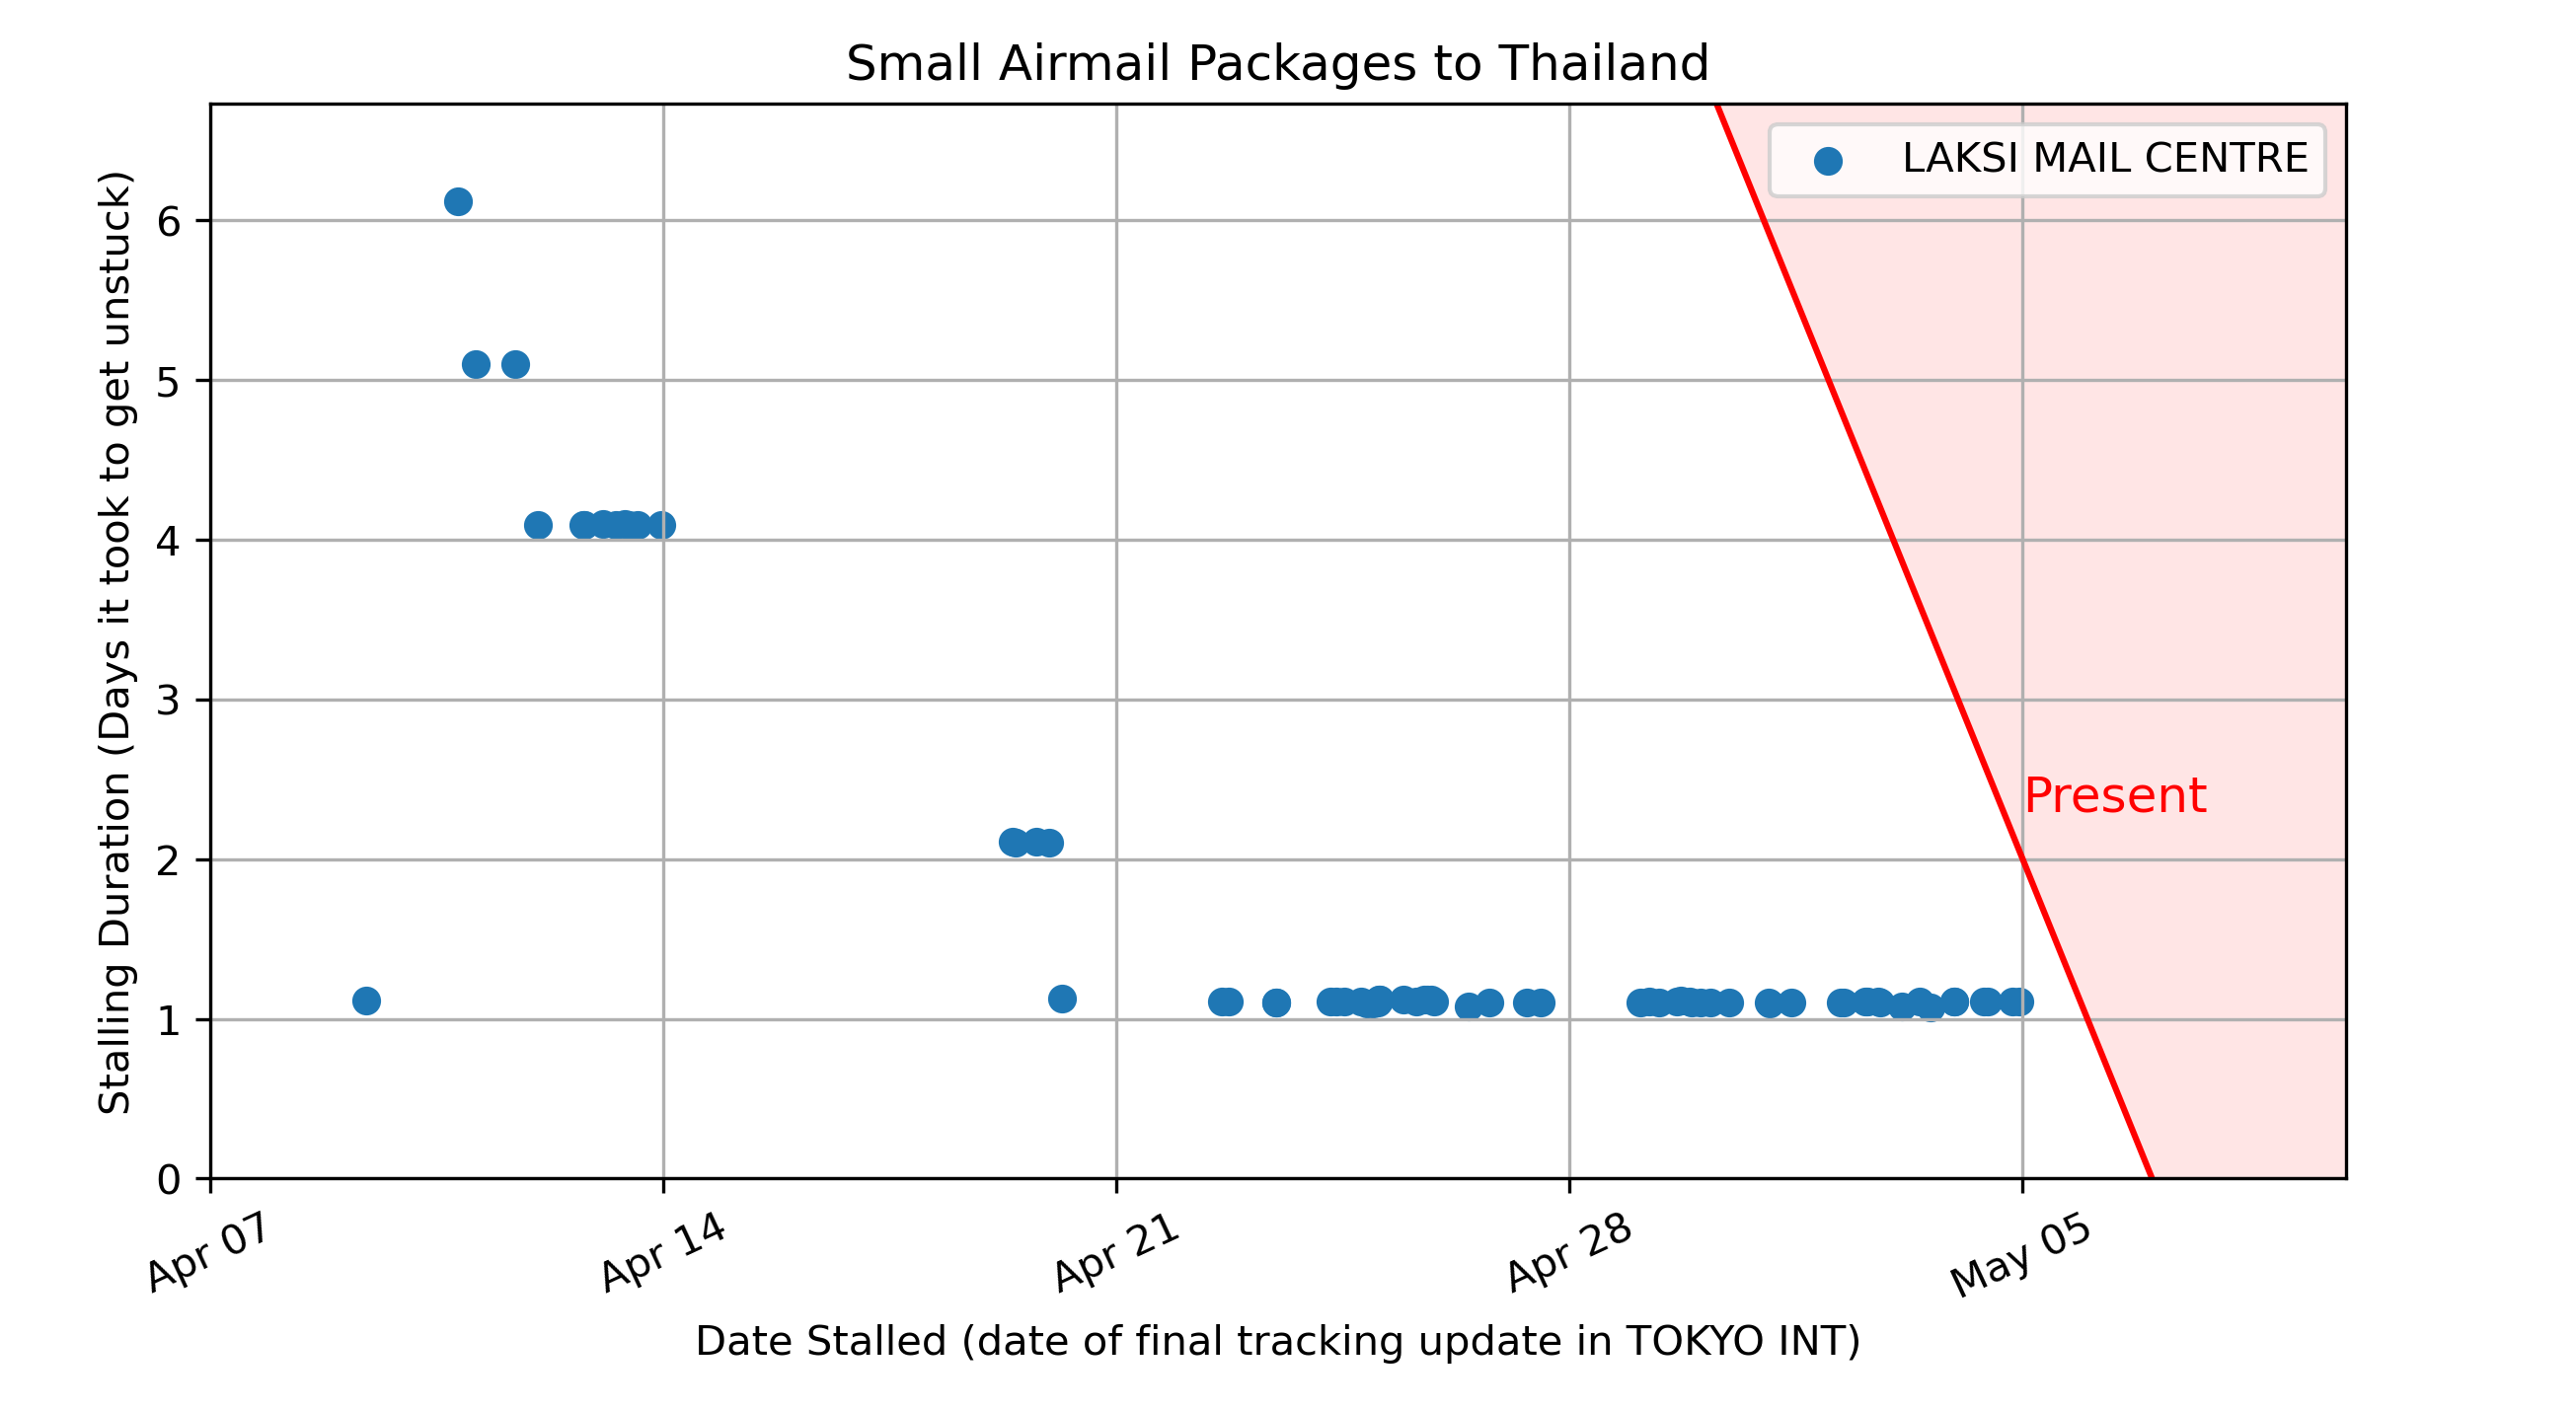 Small Airmail Packages to Thailand
LAKSI MAIL CENTRE
Stalling Duration (Days it took to get unstuck)
6
5
4
3
2
1
0
Present
Apr 07
Apr 14
Apr 21
Apr 28
May 05
Date Stalled (date of final tracking update in TOKYO INT)